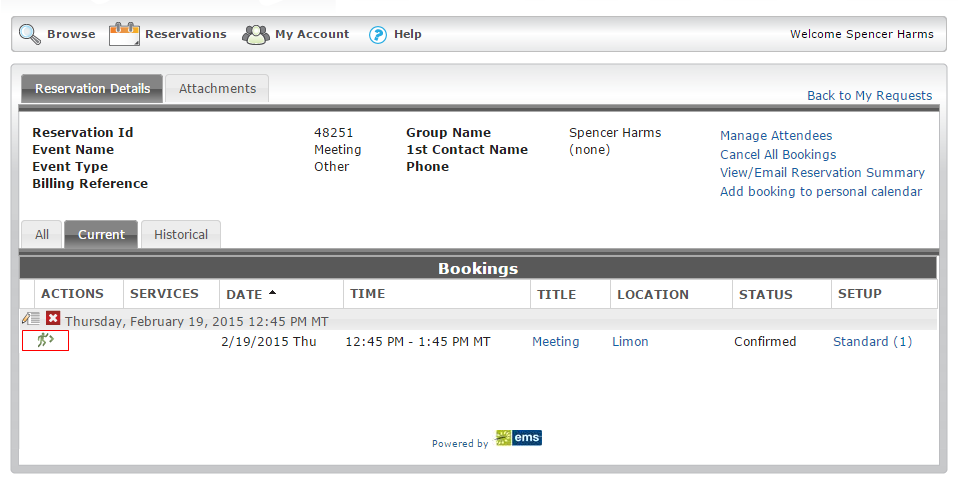 Browse Reservations My Account ? Help Welcome Spencer Harms
Reservation Details Attachments Back to My Requests
Reservation Id 48251 Group Name Spencer Harms Manage Attendees
Event Name Meeting 1st Contact Name (none) Cancel All Bookings
Event Type Other Phone View/Email Reservation Summary
Billing Reference Add booking to personal calendar
All Current Historical
Bookings
ACTIONS SERVICES DATE TIME TITLE LOCATION STATUS SETUP
Thursday, February 19, 2015 12:45 PM MT
2/19/2015 Thu 12:45 PM - 1:45 PM MT Meeting Limon Confirmed Standard (1)
Powered by ems